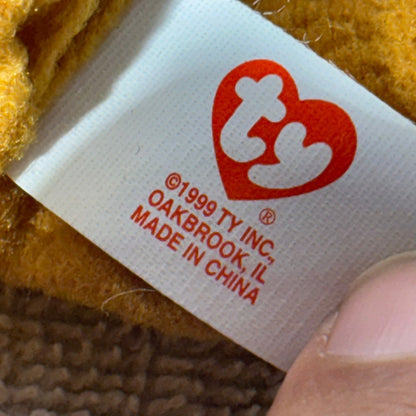 ty
®
©1999 TY INC.,
OAKBROOK, IL
MADE IN CHINA